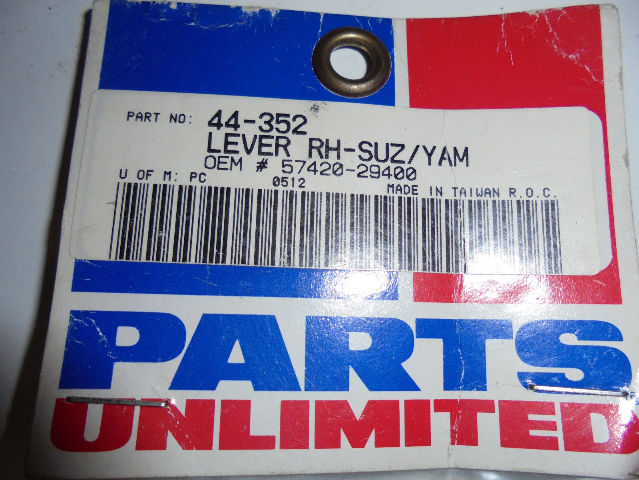 PART NO: 44-352
LEVER RH-SUZ/YAM
OEM # 57420-29400
U OF M: PC 0512 MADE IN TAIWAN R.O.C.
PARTS
UNLIMITED